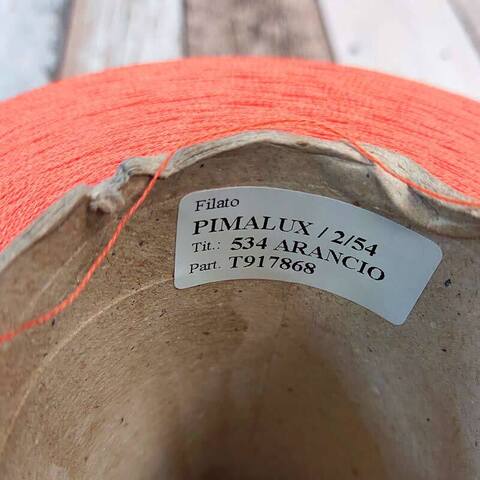 Filato
PIMALUX / 2/54
Tit.: 534 ARANCIO
Part. T917868